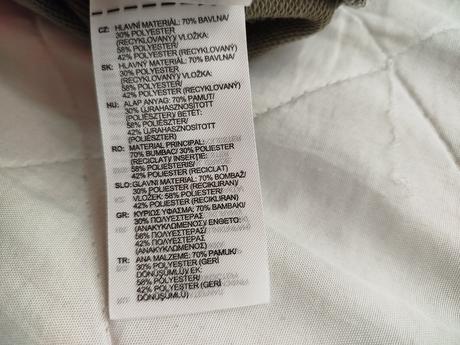 CZ: HLAVNÍ MATERIÁL: 70% BAVLNA/
30% POLYESTER
(RECYKLOVANÝ) VLOŽKA:
58% POLYESTER/
42% POLYESTER (RECYKLOVANÝ)
SK: HLAVNÝ MATERIÁL: 70% BAVLNA/
30% POLYESTER
(RECYKLOVANÝ) VLOŽKA:
58% POLYESTER/
42% POLYESTER (RECYKLOVANÝ)
HU: ALAP ANYAG: 70% PAMUT/
30% ÚJRAHASZNOSÍTOTT
(POLIÉSZTER)/ BETÉT:
58% POLIÉSZTER/
42% ÚJRAHASZNOSÍTOTT
(POLIÉSZTER)
RO: MATERIAL PRINCIPAL:
70% BUMBAC/ 30% POLIESTER
(RECICLAT) INSERȚIE:
58% POLIESTER/
42% POLIESTER (RECICLAT)
SLO: GLAVNI MATERIAL: 70% BOMBAŽ/
30% POLIESTER (RECIKLIRAN)
VLOŽEK: 58% POLIESTER/
42% POLIESTER (RECIKLIRAN)
GR: ΚΥΡΙΩΣ ΥΦΑΣΜΑ: 70% ΒΑΜΒΑΚΙ/
30% ΠΟΛΥΕΣΤΕΡΑΣ
(ΑΝΑΚΥΚΛΩΜΕΝΟΣ)/ ΕΝΘΕΤΟ:
58% ΠΟΛΥΕΣΤΕΡΑΣ/
42% ΠΟΛΥΕΣΤΕΡΑΣ
(ΑΝΑΚΥΚΛΩΜΕΝΟΣ)
TR: ANA MALZEME: 70% PAMUK/
30% POLYESTER (GERİ
DÖNÜŞÜMLÜ)/ EK:
58% POLYESTER/
42% POLYESTER (GERİ
DÖNÜŞÜMLÜ)